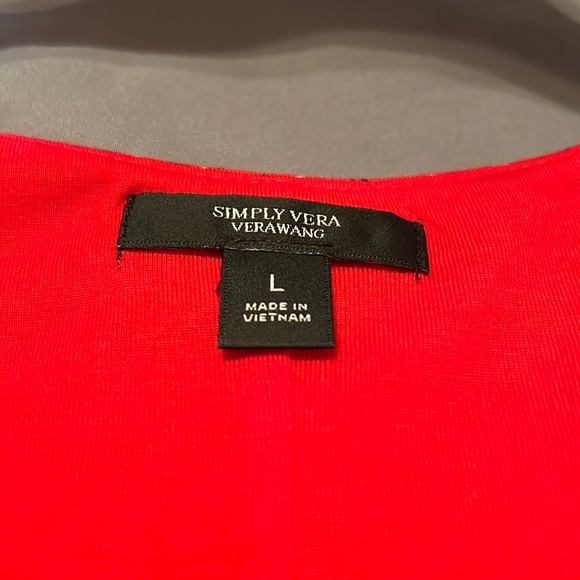 SIMPLY VERA
VERAWANG
L
MADE IN
VIETNAM